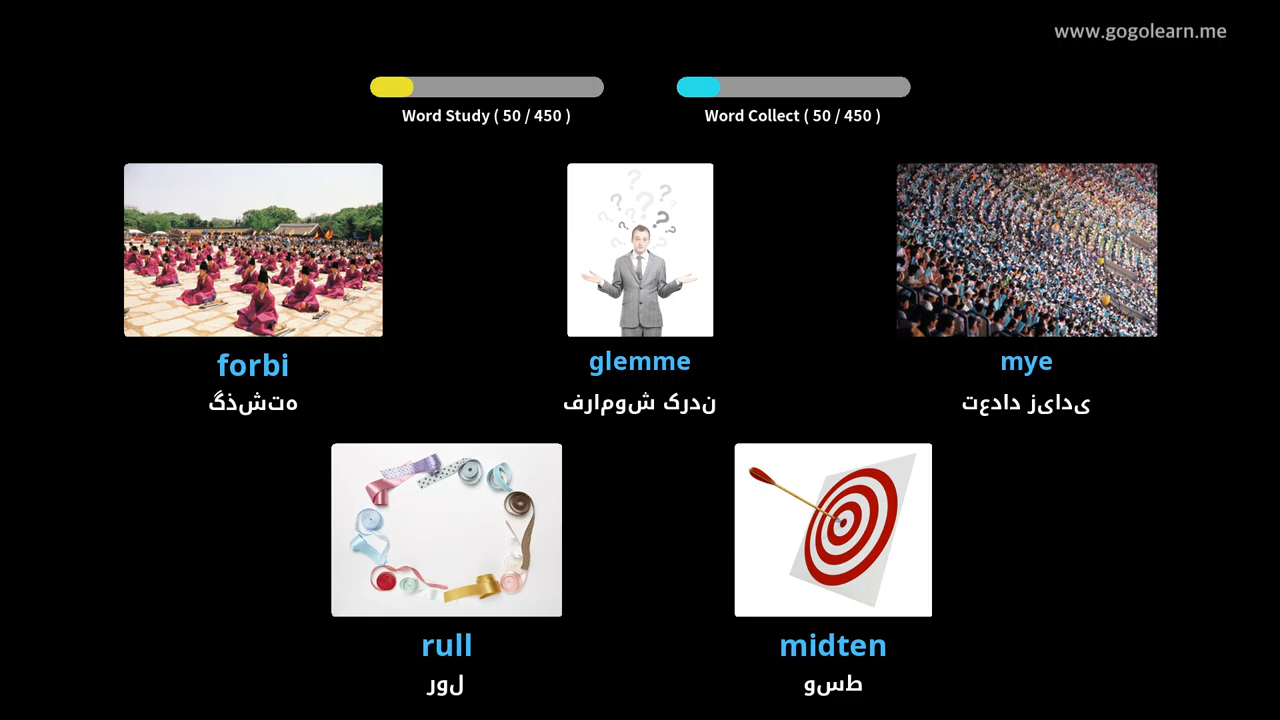 www.gogolearn.me
Word Study ( 50 / 450 )
Word Collect ( 50 / 450 )
forbi
هتشذگ
glemme
ندرک شومارف
mye
یدایز دادعت
rull
لور
midten
طسو